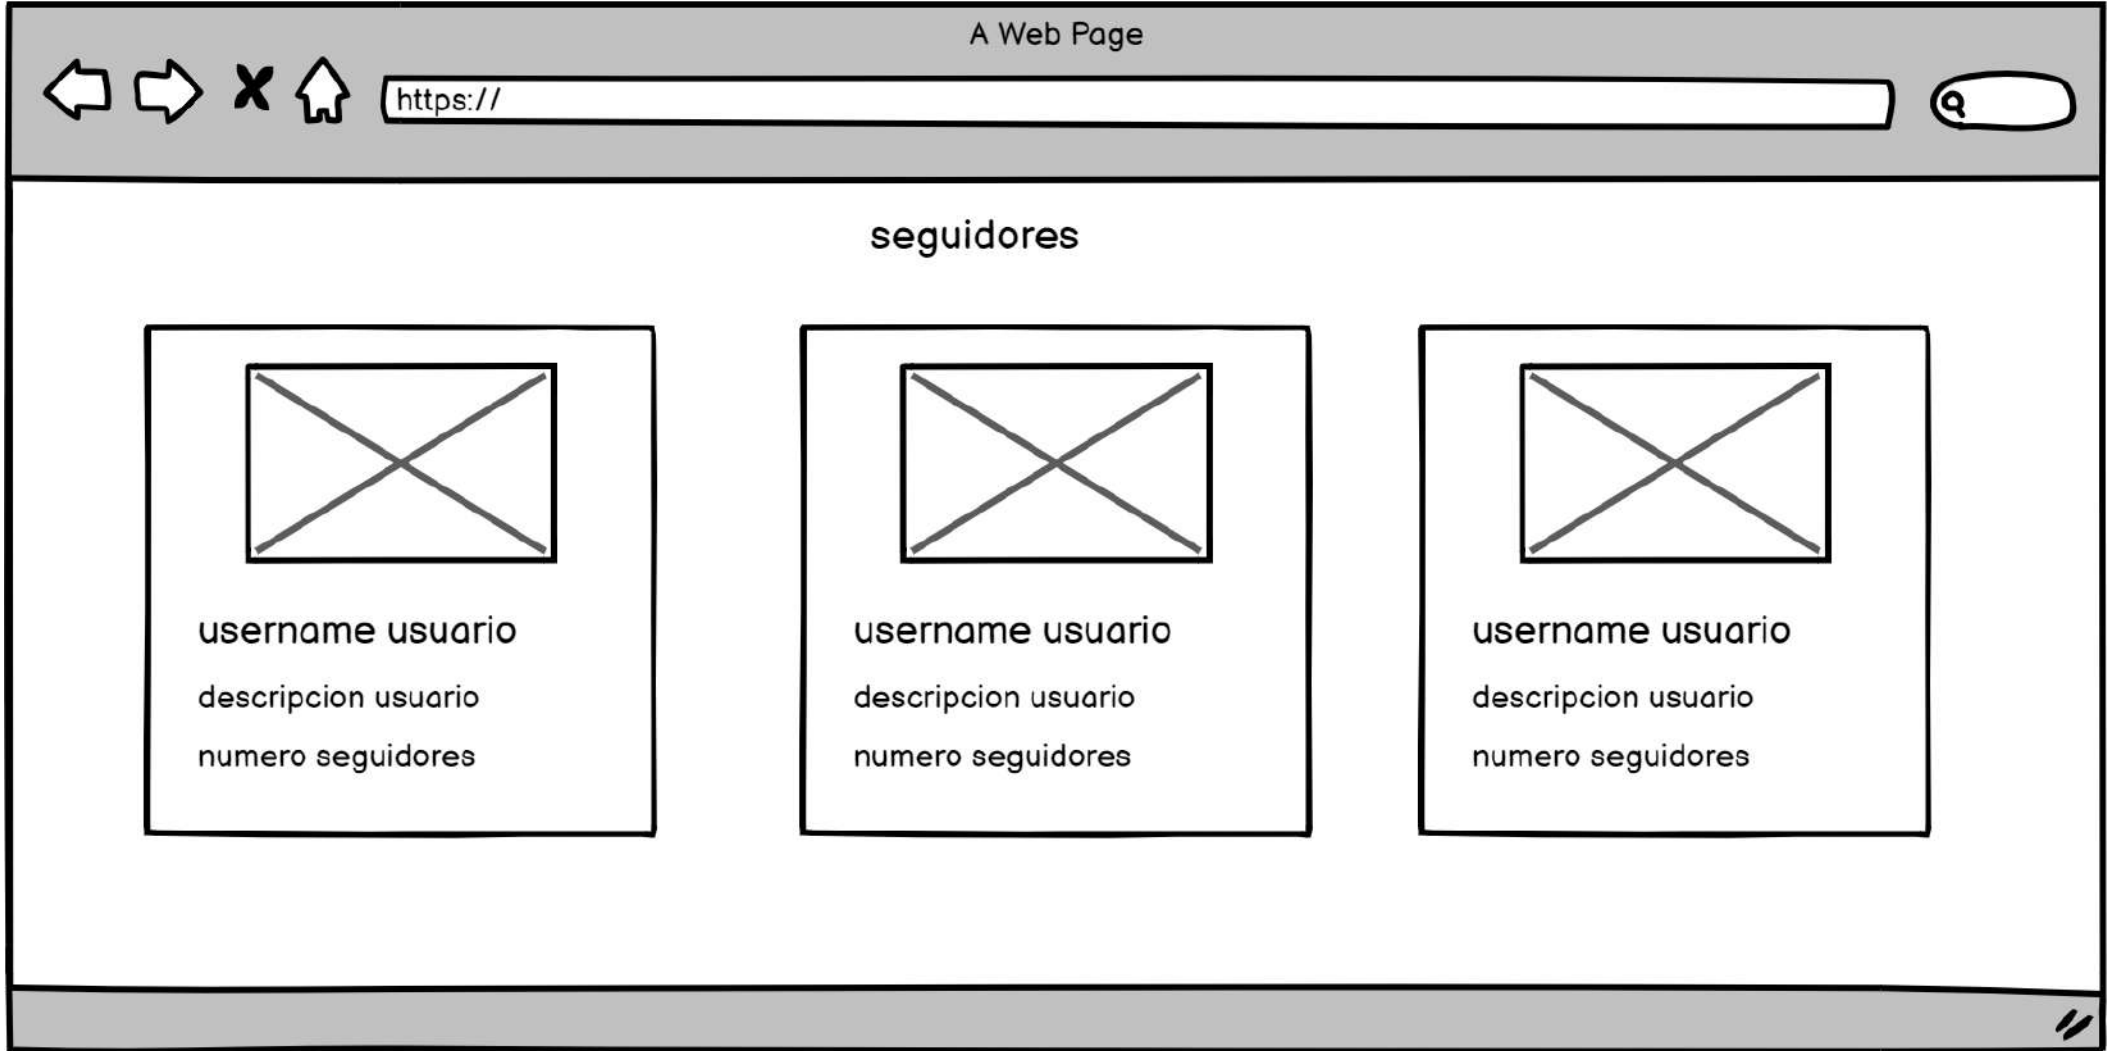 A Web Page
https://
seguidores
username usuario
descripcion usuario
numero seguidores
username usuario
descripcion usuario
numero seguidores
username usuario
descripcion usuario
numero seguidores